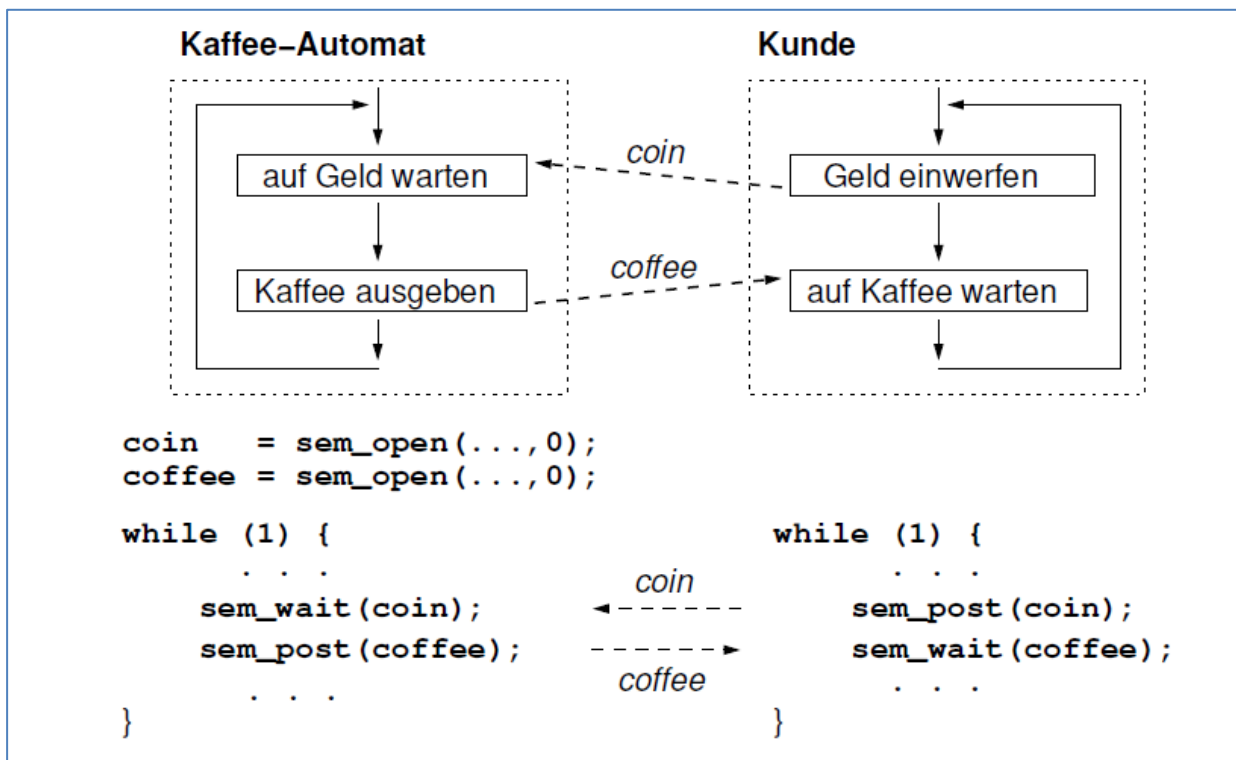 Kaffee–Automat
Kunde
coin
auf Geld warten
Geld einwerfen
coffee
Kaffee ausgeben
auf Kaffee warten
coin   = sem_open(...,0);
coffee = sem_open(...,0);
while (1) {
. . .
sem_wait(coin);
sem_post(coffee);
. . .
}
coin
coffee
while (1) {
. . .
sem_post(coin);
sem_wait(coffee);
. . .
}